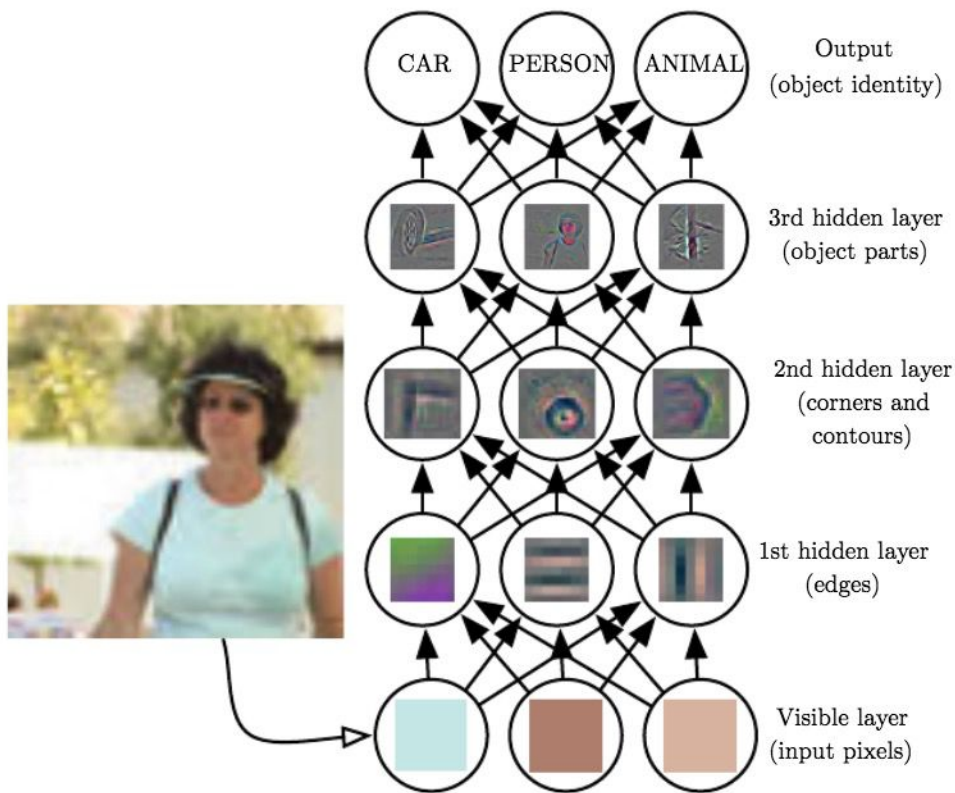 CAR PERSON ANIMAL
Output
(object identity)
3rd hidden layer
(object parts)
2nd hidden layer
(corners and
contours)
1st hidden layer
(edges)
Visible layer
(input pixels)